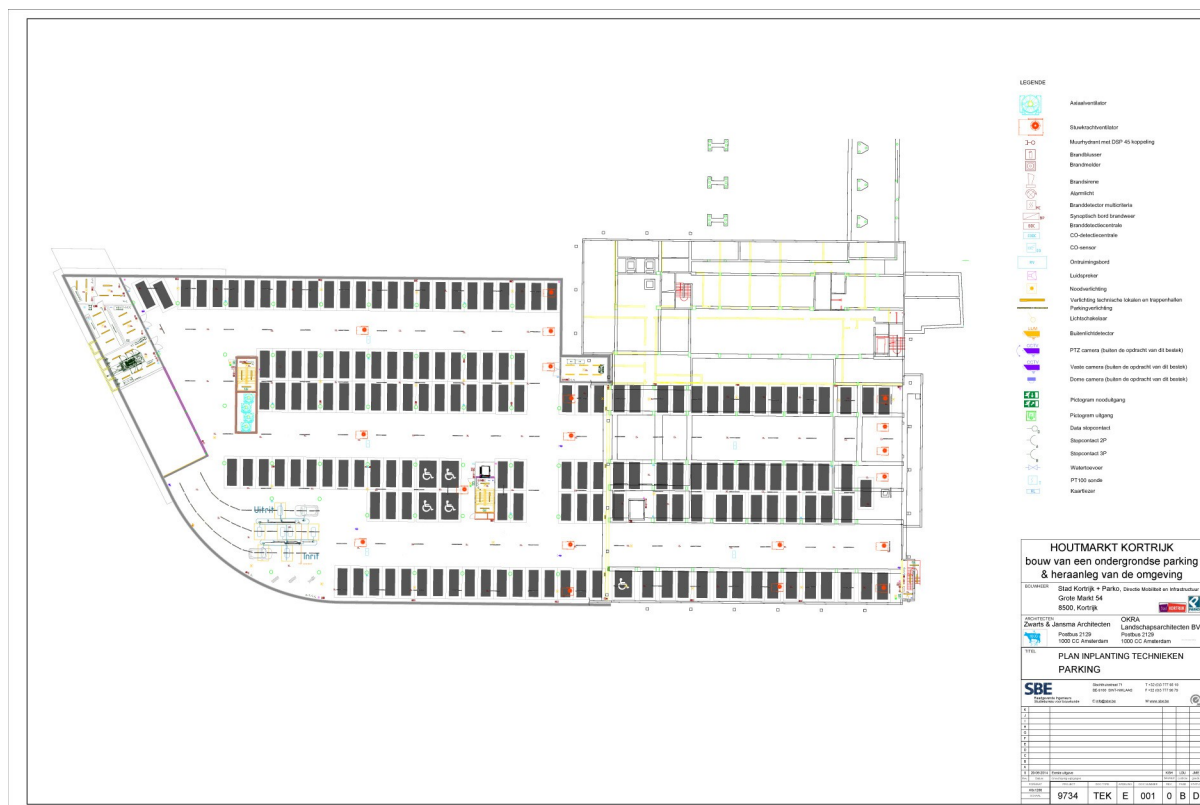 LEGENDE
Axiaalventilator
Stuwkrachtventilator
Muurhydrant met DSP 45 koppeling
Brandblusser
Brandmelder
Brandsirene
Alarmlicht
Branddetector multicriteria
Synoptisch bord brandweer
Branddetectiecentrale
CO-detectiecentrale
CO-sensor
Ontruimingsbord
Luidspreker
Noodverlichting
Verlichting technische lokalen en trappenhallen
Parkingverlichting
Lichtschakelaar
Buitenlichtdetector
PTZ camera (buiten de opdracht van dit bestek)
Vaste camera (buiten de opdracht van dit bestek)
Dome camera (buiten de opdracht van dit bestek)
Pictogram nooduitgang
Pictogram uitgang
Data stopcontact
Stopcontact 2P
Stopcontact 3P
Watertoevoer
PT100 sonde
Kaartlezer
Uitrit
Inrit
HOUTMARKT KORTRIJK
bouw van een ondergrondse parking
& heraanleg van de omgeving
BOUWHEER
Stad Kortrijk + Parko, Directie Mobiliteit en Infrastructuur
Grote Markt 54
8500, Kortrijk
ARCHITECTEN
Zwarts & Jansma Architecten
Postbus 2129
1000 CC Amsterdam
OKRA
Landschapsarchitecten BV
Postbus 2129
1000 CC Amsterdam
TITEL
PLAN INPLANTING TECHNIEKEN
PARKING
SBE
9734 TEK E 001 0 B D